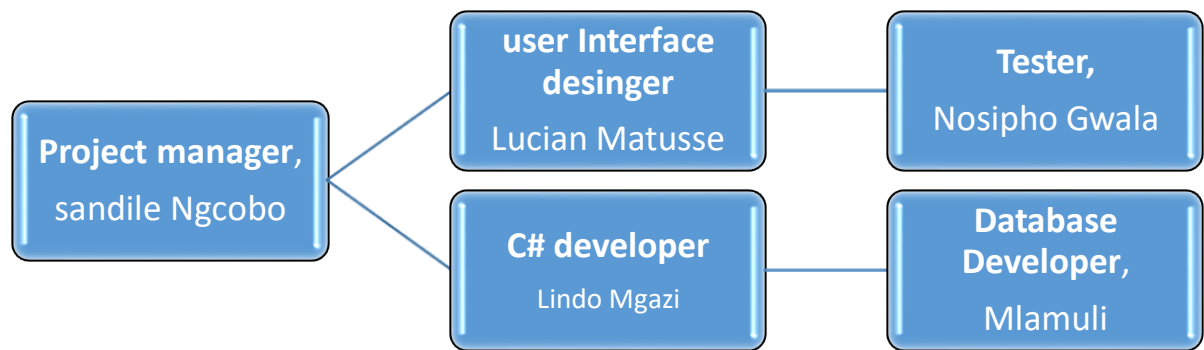 Project manager,
sandile Ngcobo
user Interface
desinger
Lucian Matusse
Tester,
Nosipho Gwala
C# developer
Lindo Mgazi
Database
Developer,
Mlamuli